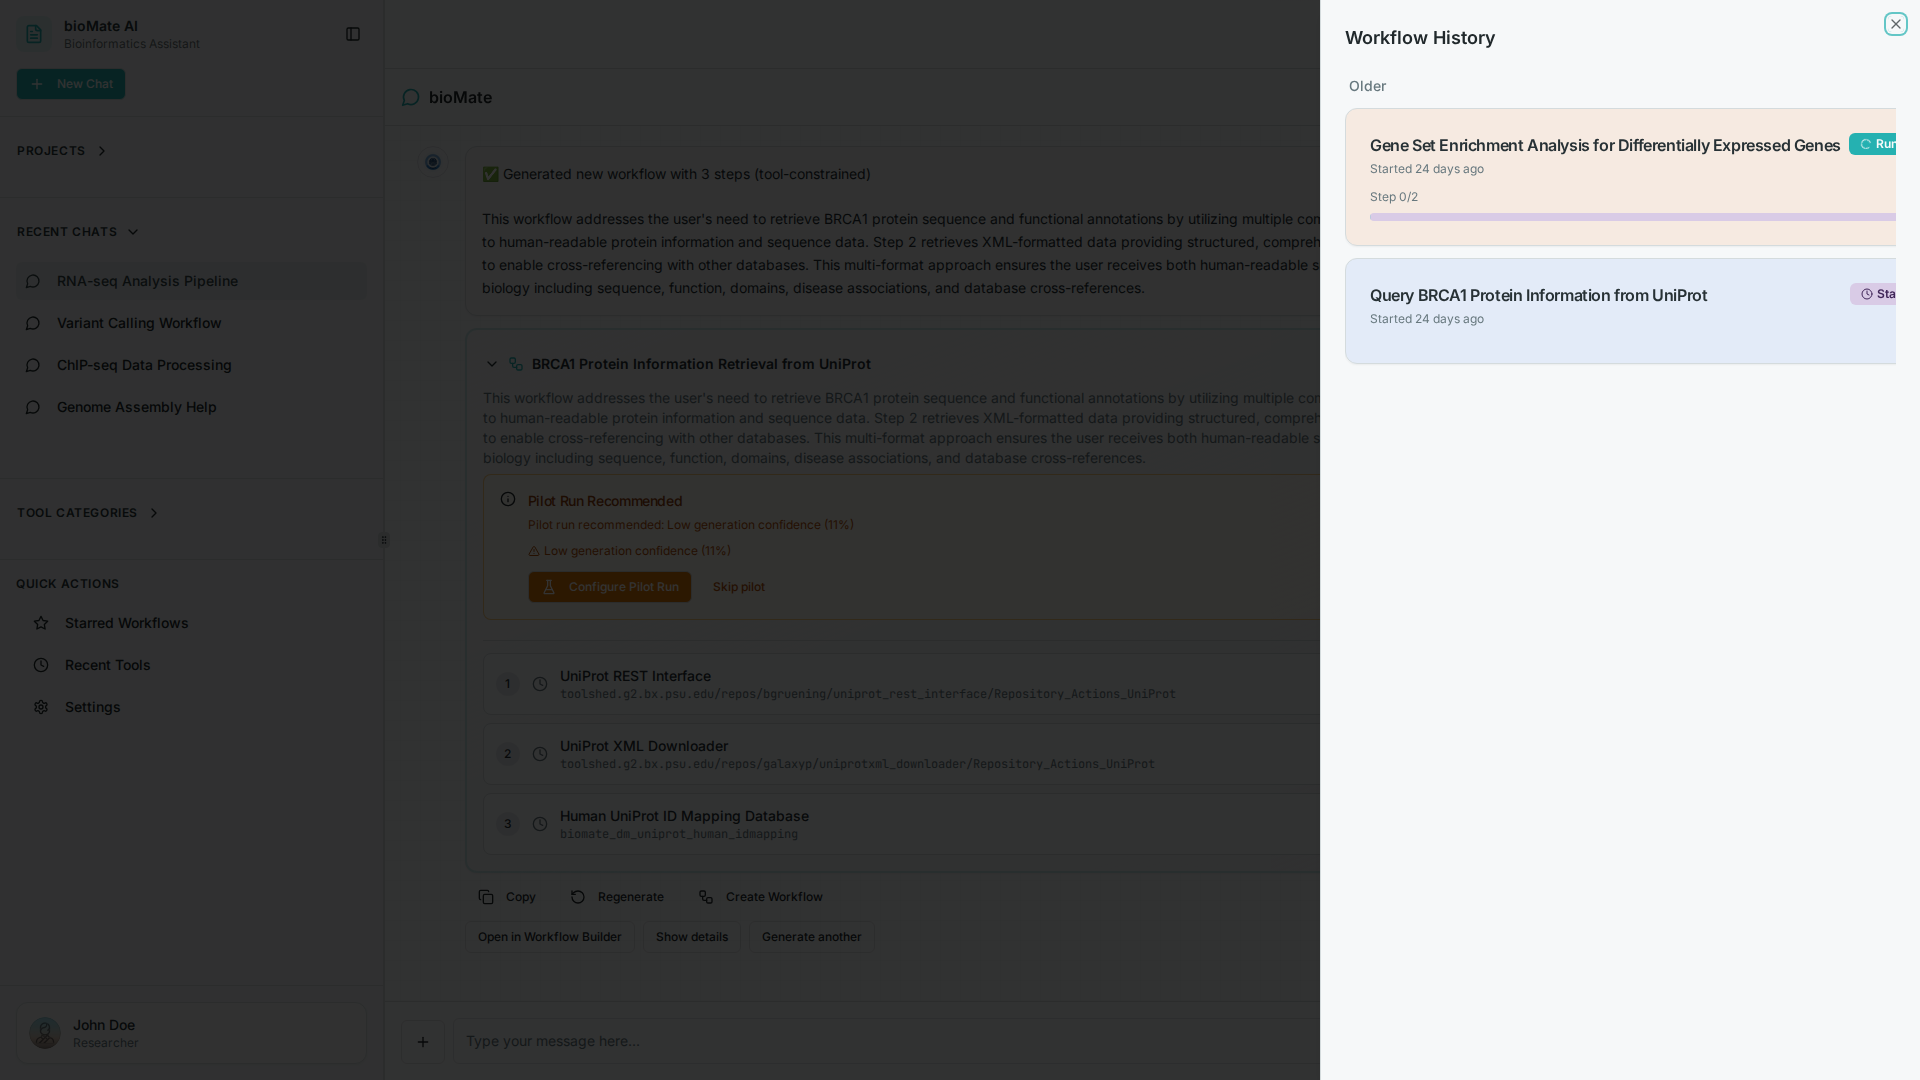 bioMate AI
Bioinformatics Assistant
New Chat
PROJECTS
RECENT CHATS
RNA-seq Analysis Pipeline
Variant Calling Workflow
ChIP-seq Data Processing
Genome Assembly Help
TOOL CATEGORIES
QUICK ACTIONS
Starred Workflows
Recent Tools
Settings
John Doe
Researcher
bioMate
✅ Generated new workflow with 3 steps (tool-constrained)
This workflow addresses the user's need to retrieve BRCA1 protein sequence and functional annotations by utilizing multiple
to human-readable protein information and sequence data. Step 2 retrieves XML-formatted data providing structured,
to enable cross-referencing with other databases. This multi-format approach ensures the user receives both human-readable
biology including sequence, function, domains, disease associations, and database cross-references.
BRCA1 Protein Information Retrieval from UniProt
This workflow addresses the user's need to retrieve BRCA1 protein sequence and functional annotations by utilizing multiple
to human-readable protein information and sequence data. Step 2 retrieves XML-formatted data providing structured,
to enable cross-referencing with other databases. This multi-format approach ensures the user receives both human-readable
biology including sequence, function, domains, disease associations, and database cross-references.
Pilot Run Recommended
Pilot run recommended: Low generation confidence (11%)
Low generation confidence (11%)
Configure Pilot Run
Skip pilot
1
UniProt REST Interface
toolshed.g2.bx.psu.edu/repos/bgruening/uniprot_rest_interface/Repository_Actions_UniProt
2
UniProt XML Downloader
toolshed.g2.bx.psu.edu/repos/galaxyp/uniprotxml_downloader/Repository_Actions_UniProt
3
Human UniProt ID Mapping Database
biomate_dm_uniprot_human_idmapping
Copy
Regenerate
Create Workflow
Open in Workflow Builder
Show details
Generate another
Type your message here...
Workflow History
Older
Gene Set Enrichment Analysis for Differentially Expressed Genes
Started 24 days ago
Step 0/2
Query BRCA1 Protein Information from UniProt
Started 24 days ago